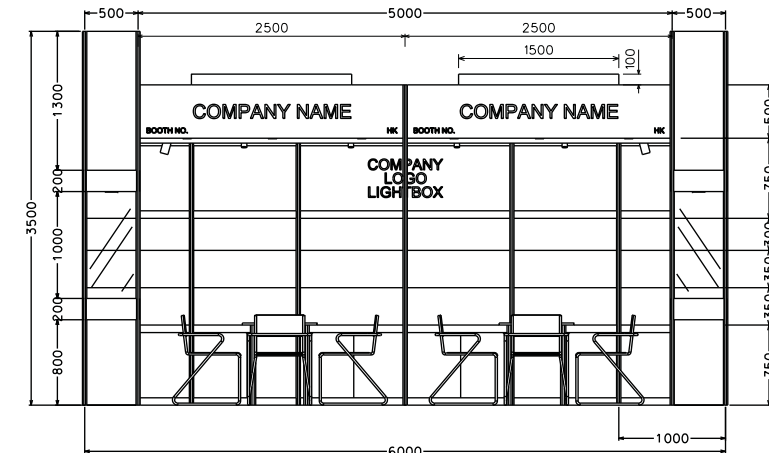 500
5000
500
2500
2500
1500
100
1300
COMPANY NAME
COMPANY NAME
500
BOOTH NO.
HK
BOOTH NO.
HK
COMPANY
LOGO
LIGHTBOX
200
750
3500
1000
300
350
200
350
800
750
1000
6000